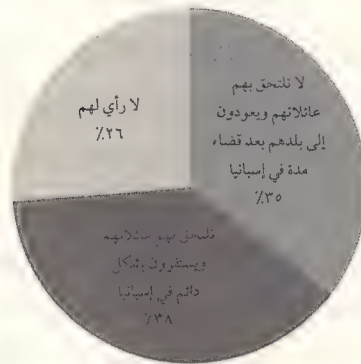 لا تلتحق بهم
عائلاتهم ويعودون
إلى بلدهم بعد قضاء
مدة في إسبانيا
٣٥٪
لا رأي لهم
٢٦٪
تلتحق بهم عائلاتهم
ويستقرون بشكل
دائم في إسبانيا
٣٨٪